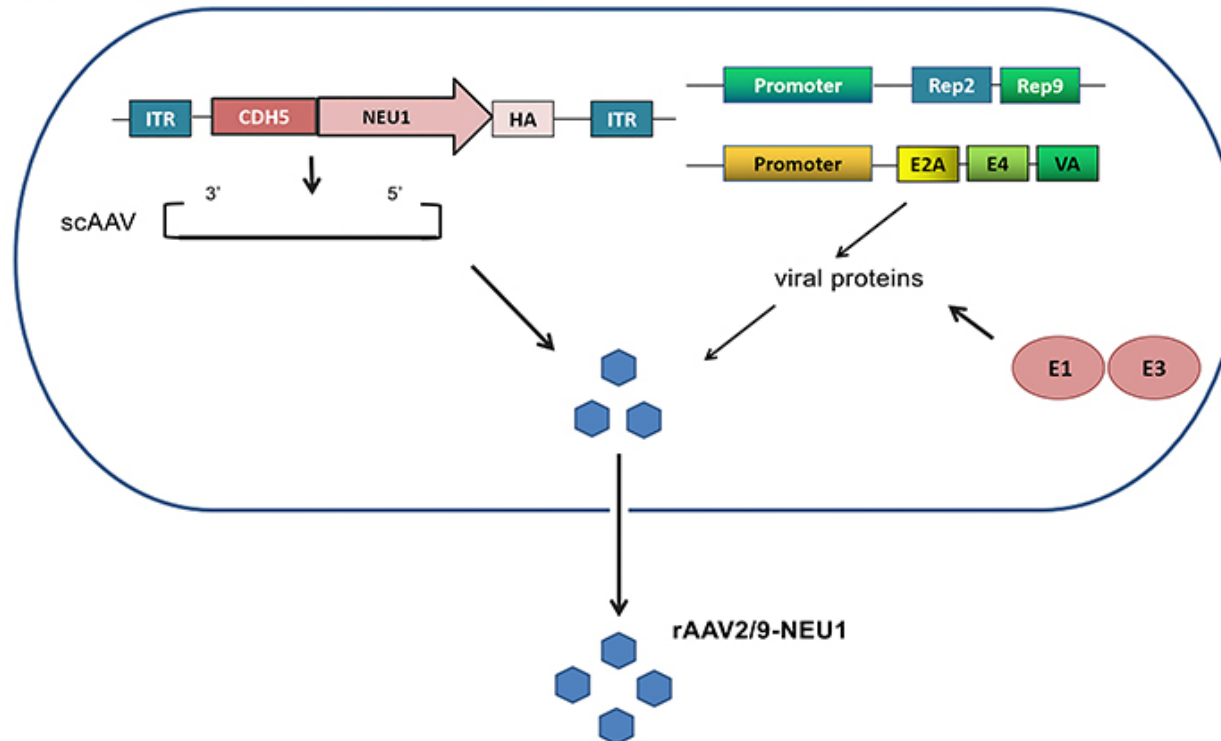 ITR CDH5 NEU1 HA ITR
Promoter Rep2 Rep9
Promoter E2A E4 VA
3' 5'
scAAV
viral proteins
E1 E3
rAAV2/9-NEU1